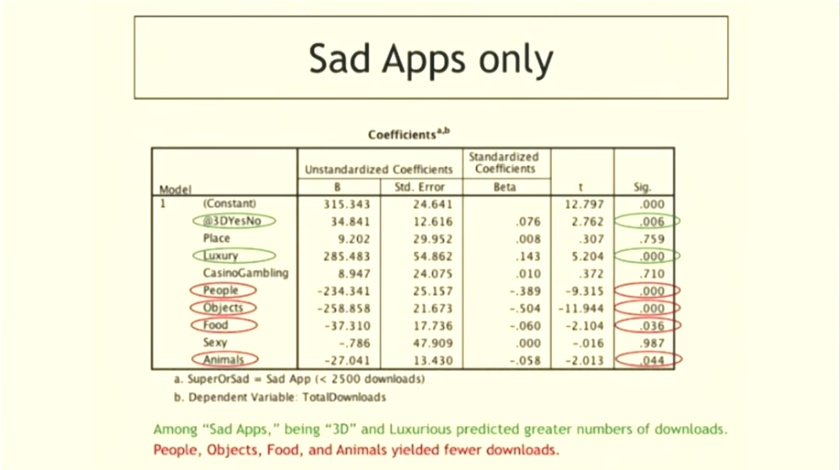 Sad Apps only
Coefficients a,b
Unstandardized Coefficients Standardized Coefficients
Model B Std. Error Beta t Sig.
1 (Constant) 315.343 24.641 12.797 .000
@3DYesNo 34.841 12.616 .076 2.762 .006
Place 9.202 29.952 .008 .307 .759
Luxury 285.483 54.862 .143 5.204 .000
CasinoGambling 8.947 24.075 .010 .372 .710
People -234.341 25.157 -.389 -9.315 .000
Objects -258.858 21.673 -.504 -11.944 .000
Food -37.310 17.736 -.060 -2.104 .036
Sexy -.786 47.909 .000 -.016 .987
Animals -27.041 13.430 -.058 -2.013 .044
a. SuperOrSad = Sad App (< 2500 downloads)
b. Dependent Variable: TotalDownloads
Among "Sad Apps," being "3D" and Luxurious predicted greater numbers of downloads.
People, Objects, Food, and Animals yielded fewer downloads.